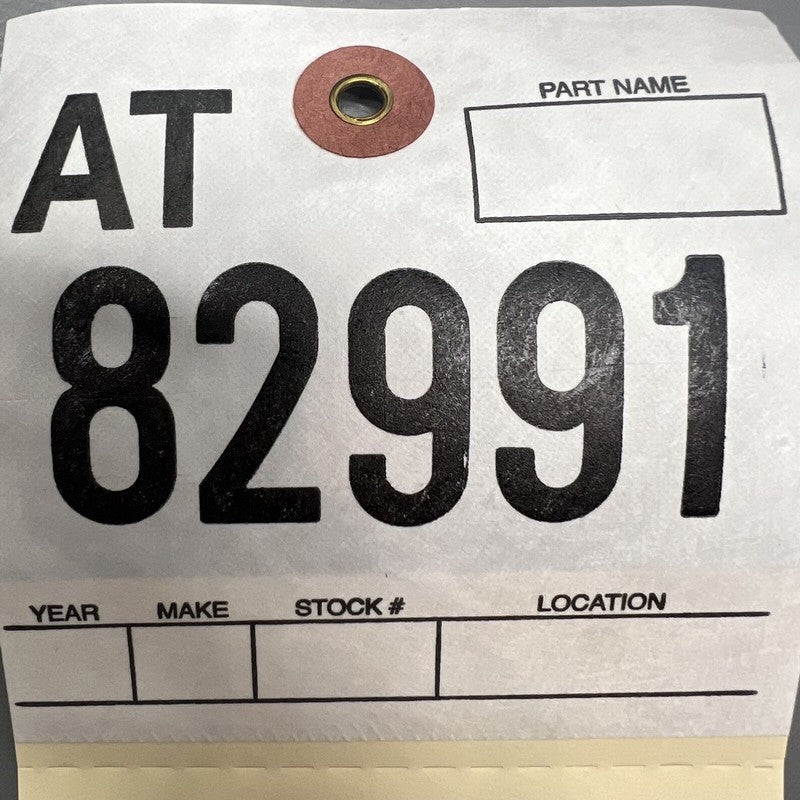 AT
PART NAME
82991
YEAR MAKE STOCK # LOCATION